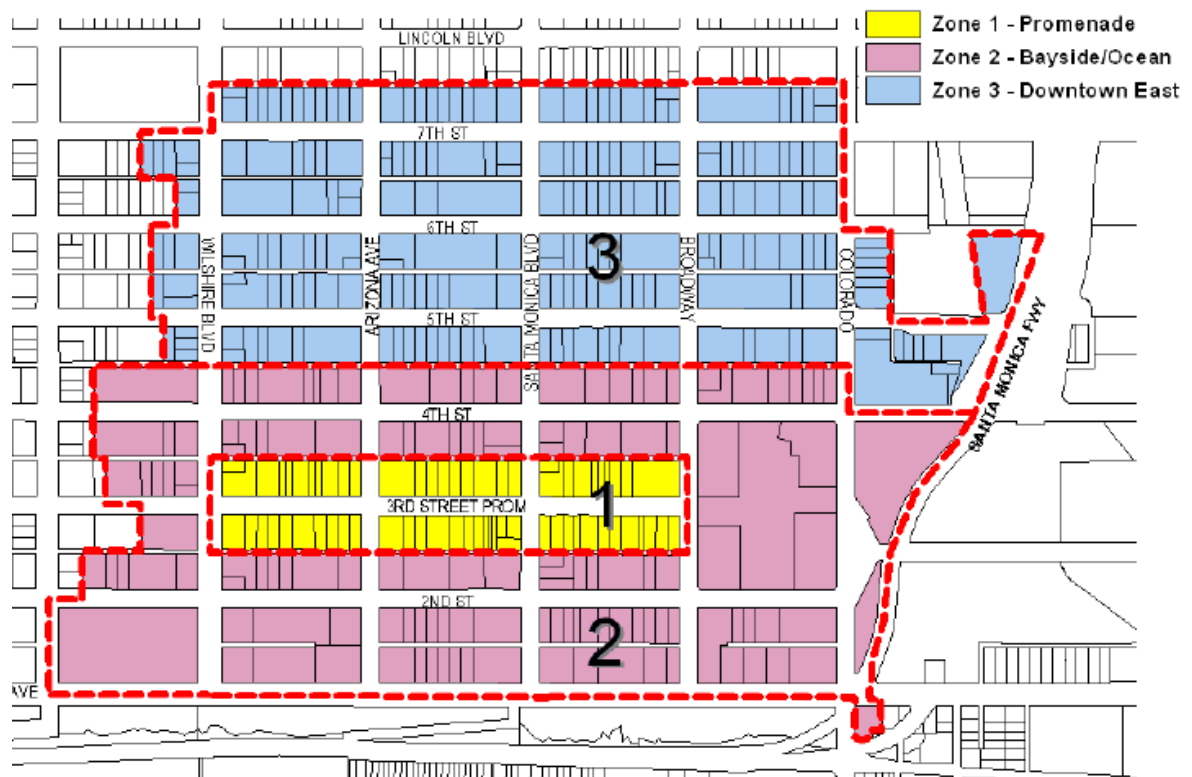 LINCOLN BLVD
Zone 1 - Promenade
Zone 2 - Bayside/Ocean
Zone 3 - Downtown East
7TH ST
6TH ST
WILSHIRE BLVD
ARIZONA AVE
SANTA MONICA BLVD
3
BROADWAY
COLORADO
5TH ST
SANTA MONICA FWY
4TH ST
3RD STREET PROM
1
2ND ST
2
AVE